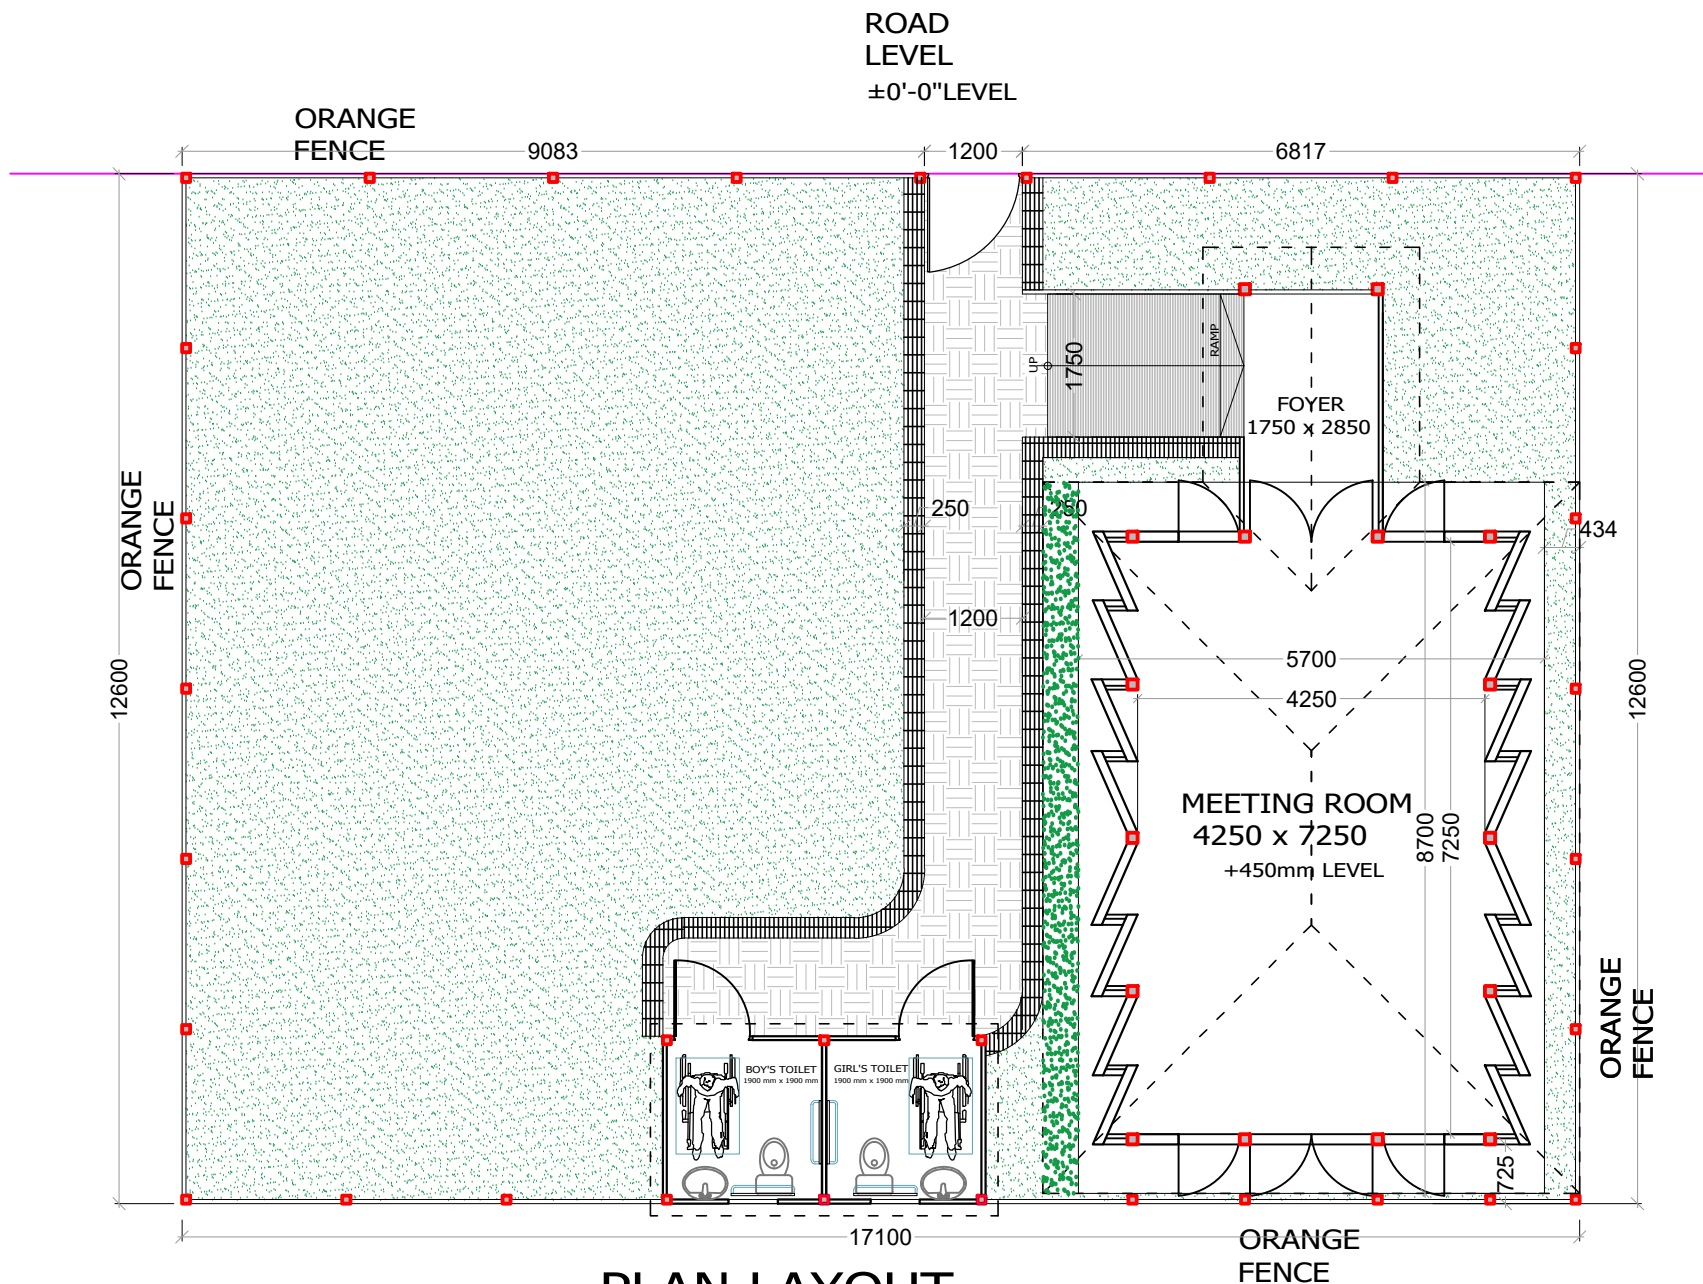 ROAD
LEVEL
±0'-0"LEVEL
ORANGE
FENCE
9083
1200
6817
UP
1750
RAMP
FOYER
1750 x 2850
ORANGE
FENCE
250
250
434
1200
12600
5700
4250
12600
MEETING ROOM
4250 x 7250
+450mm LEVEL
8700
7250
BOY'S TOILET
1900 mm x 1900 mm
GIRL'S TOILET
1900 mm x 1900 mm
ORANGE
FENCE
725
17100
ORANGE
FENCE
PLAN LAYOUT